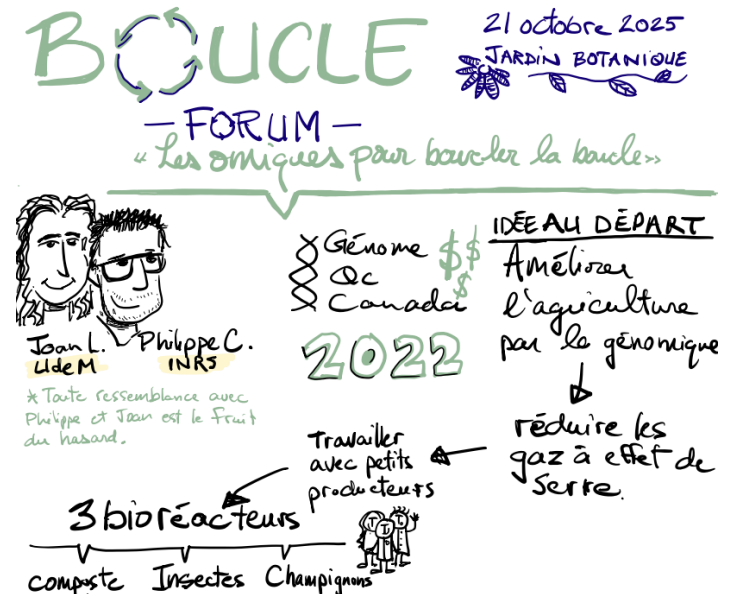 BOUCLE
— FORUM —
"Les omiques pour boucler la boucle"
21 octobre 2025
JARDIN BOTANIQUE
Joan L.
UdeM
Philippe C.
INRS
* Toute ressemblance avec
Philippe et Joan est le fruit
du hasard.
Génome
Qc
Canada
$$
$
2022
IDÉE AU DÉPART
Améliorer
l'agriculture
par la génomique
réduire les
gaz à effet de
serre.
Travailler
avec petits
producteurs
3 bioréacteurs
composte Insectes Champignons